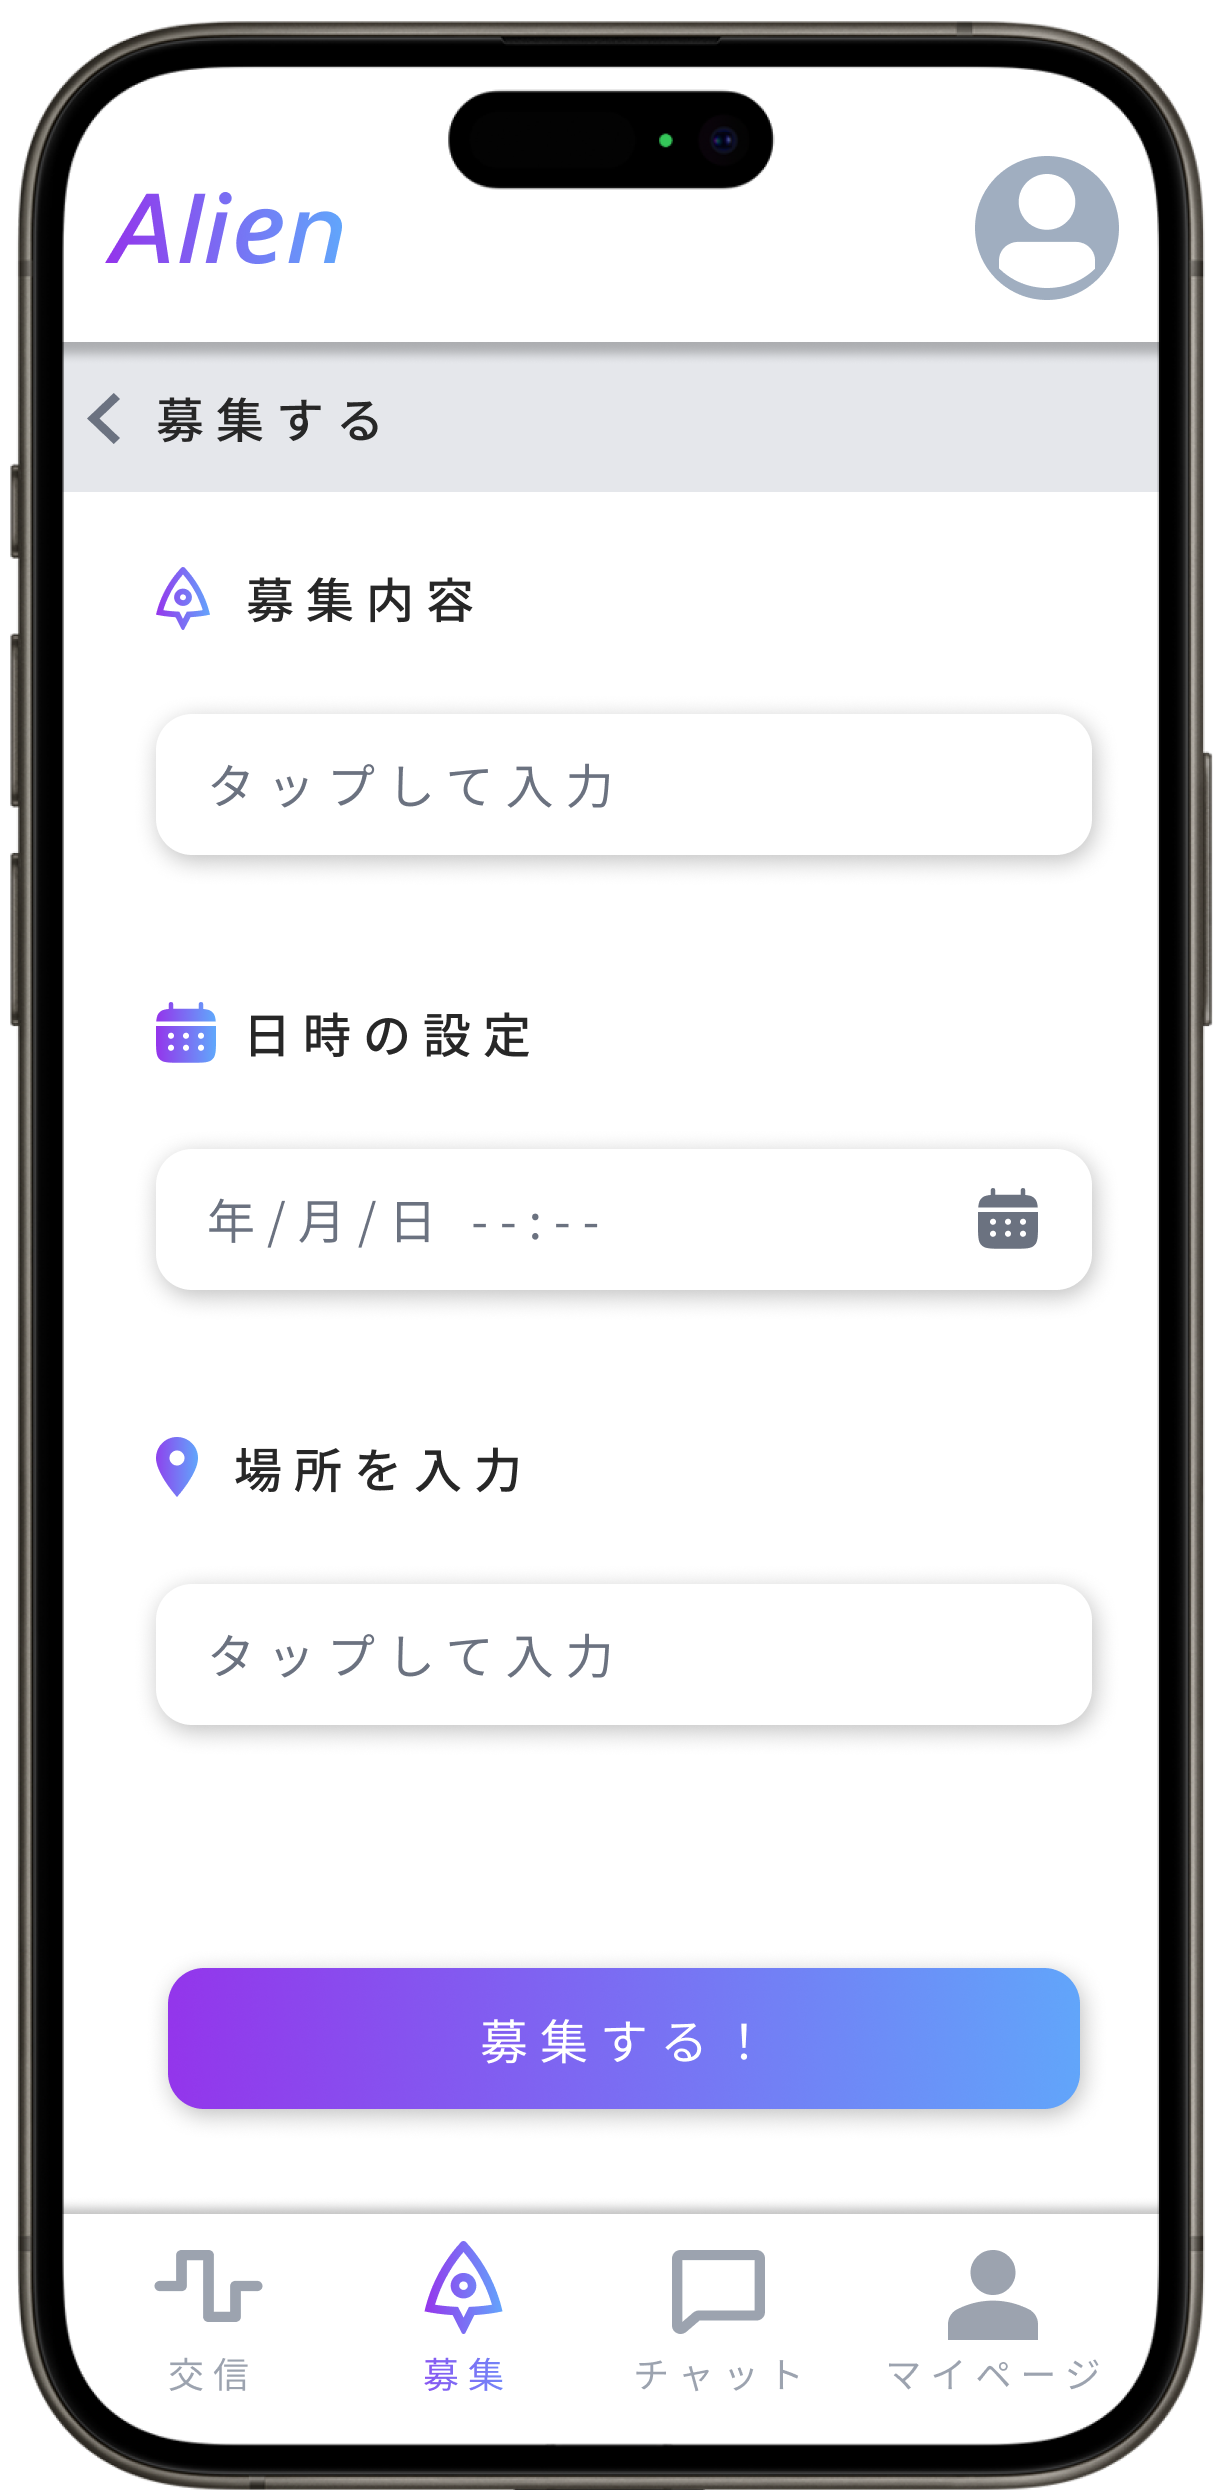 Alien
募集する
募集内容
タップして入力
日時の設定
年/月/日 --:--
場所を入力
タップして入力
募集する！
交信
募集
チャット
マイページ